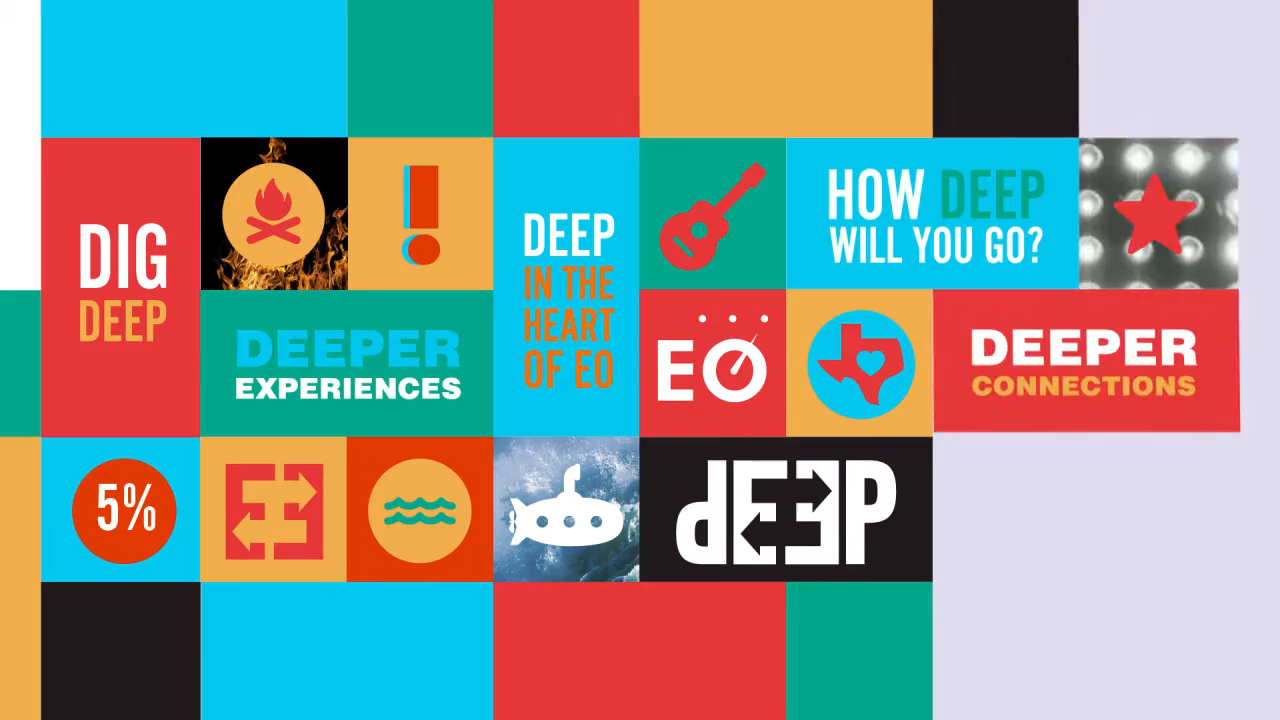 DIG
DEEP
DEEPER
EXPERIENCES
DEEP
IN THE
HEART
OF EO
HOW DEEP
WILL YOU GO?
EO
DEEPER
CONNECTIONS
5%
dEEP